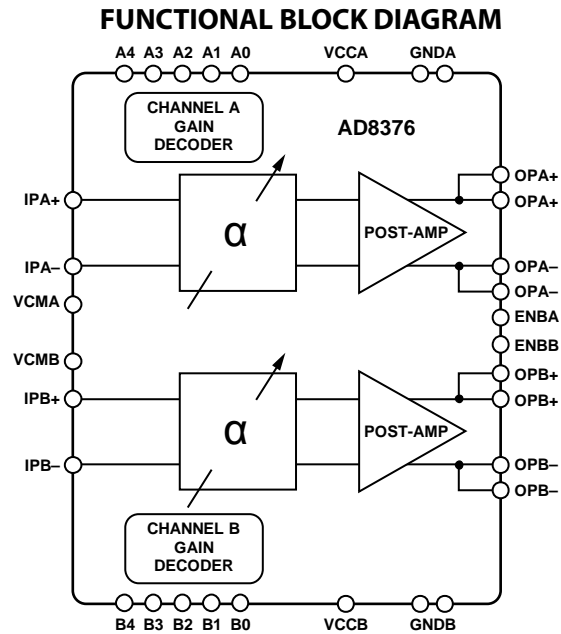 FUNCTIONAL BLOCK DIAGRAM
A4 A3 A2 A1 A0 VCCA GNDA
CHANNEL A
GAIN
DECODER
AD8376
IPA+
α
POST-AMP
OPA+
OPA+
IPA–
OPA–
OPA–
VCMA
ENBA
VCMB
ENBB
IPB+
α
POST-AMP
OPB+
OPB+
IPB–
OPB–
OPB–
CHANNEL B
GAIN
DECODER
B4 B3 B2 B1 B0 VCCB GNDB